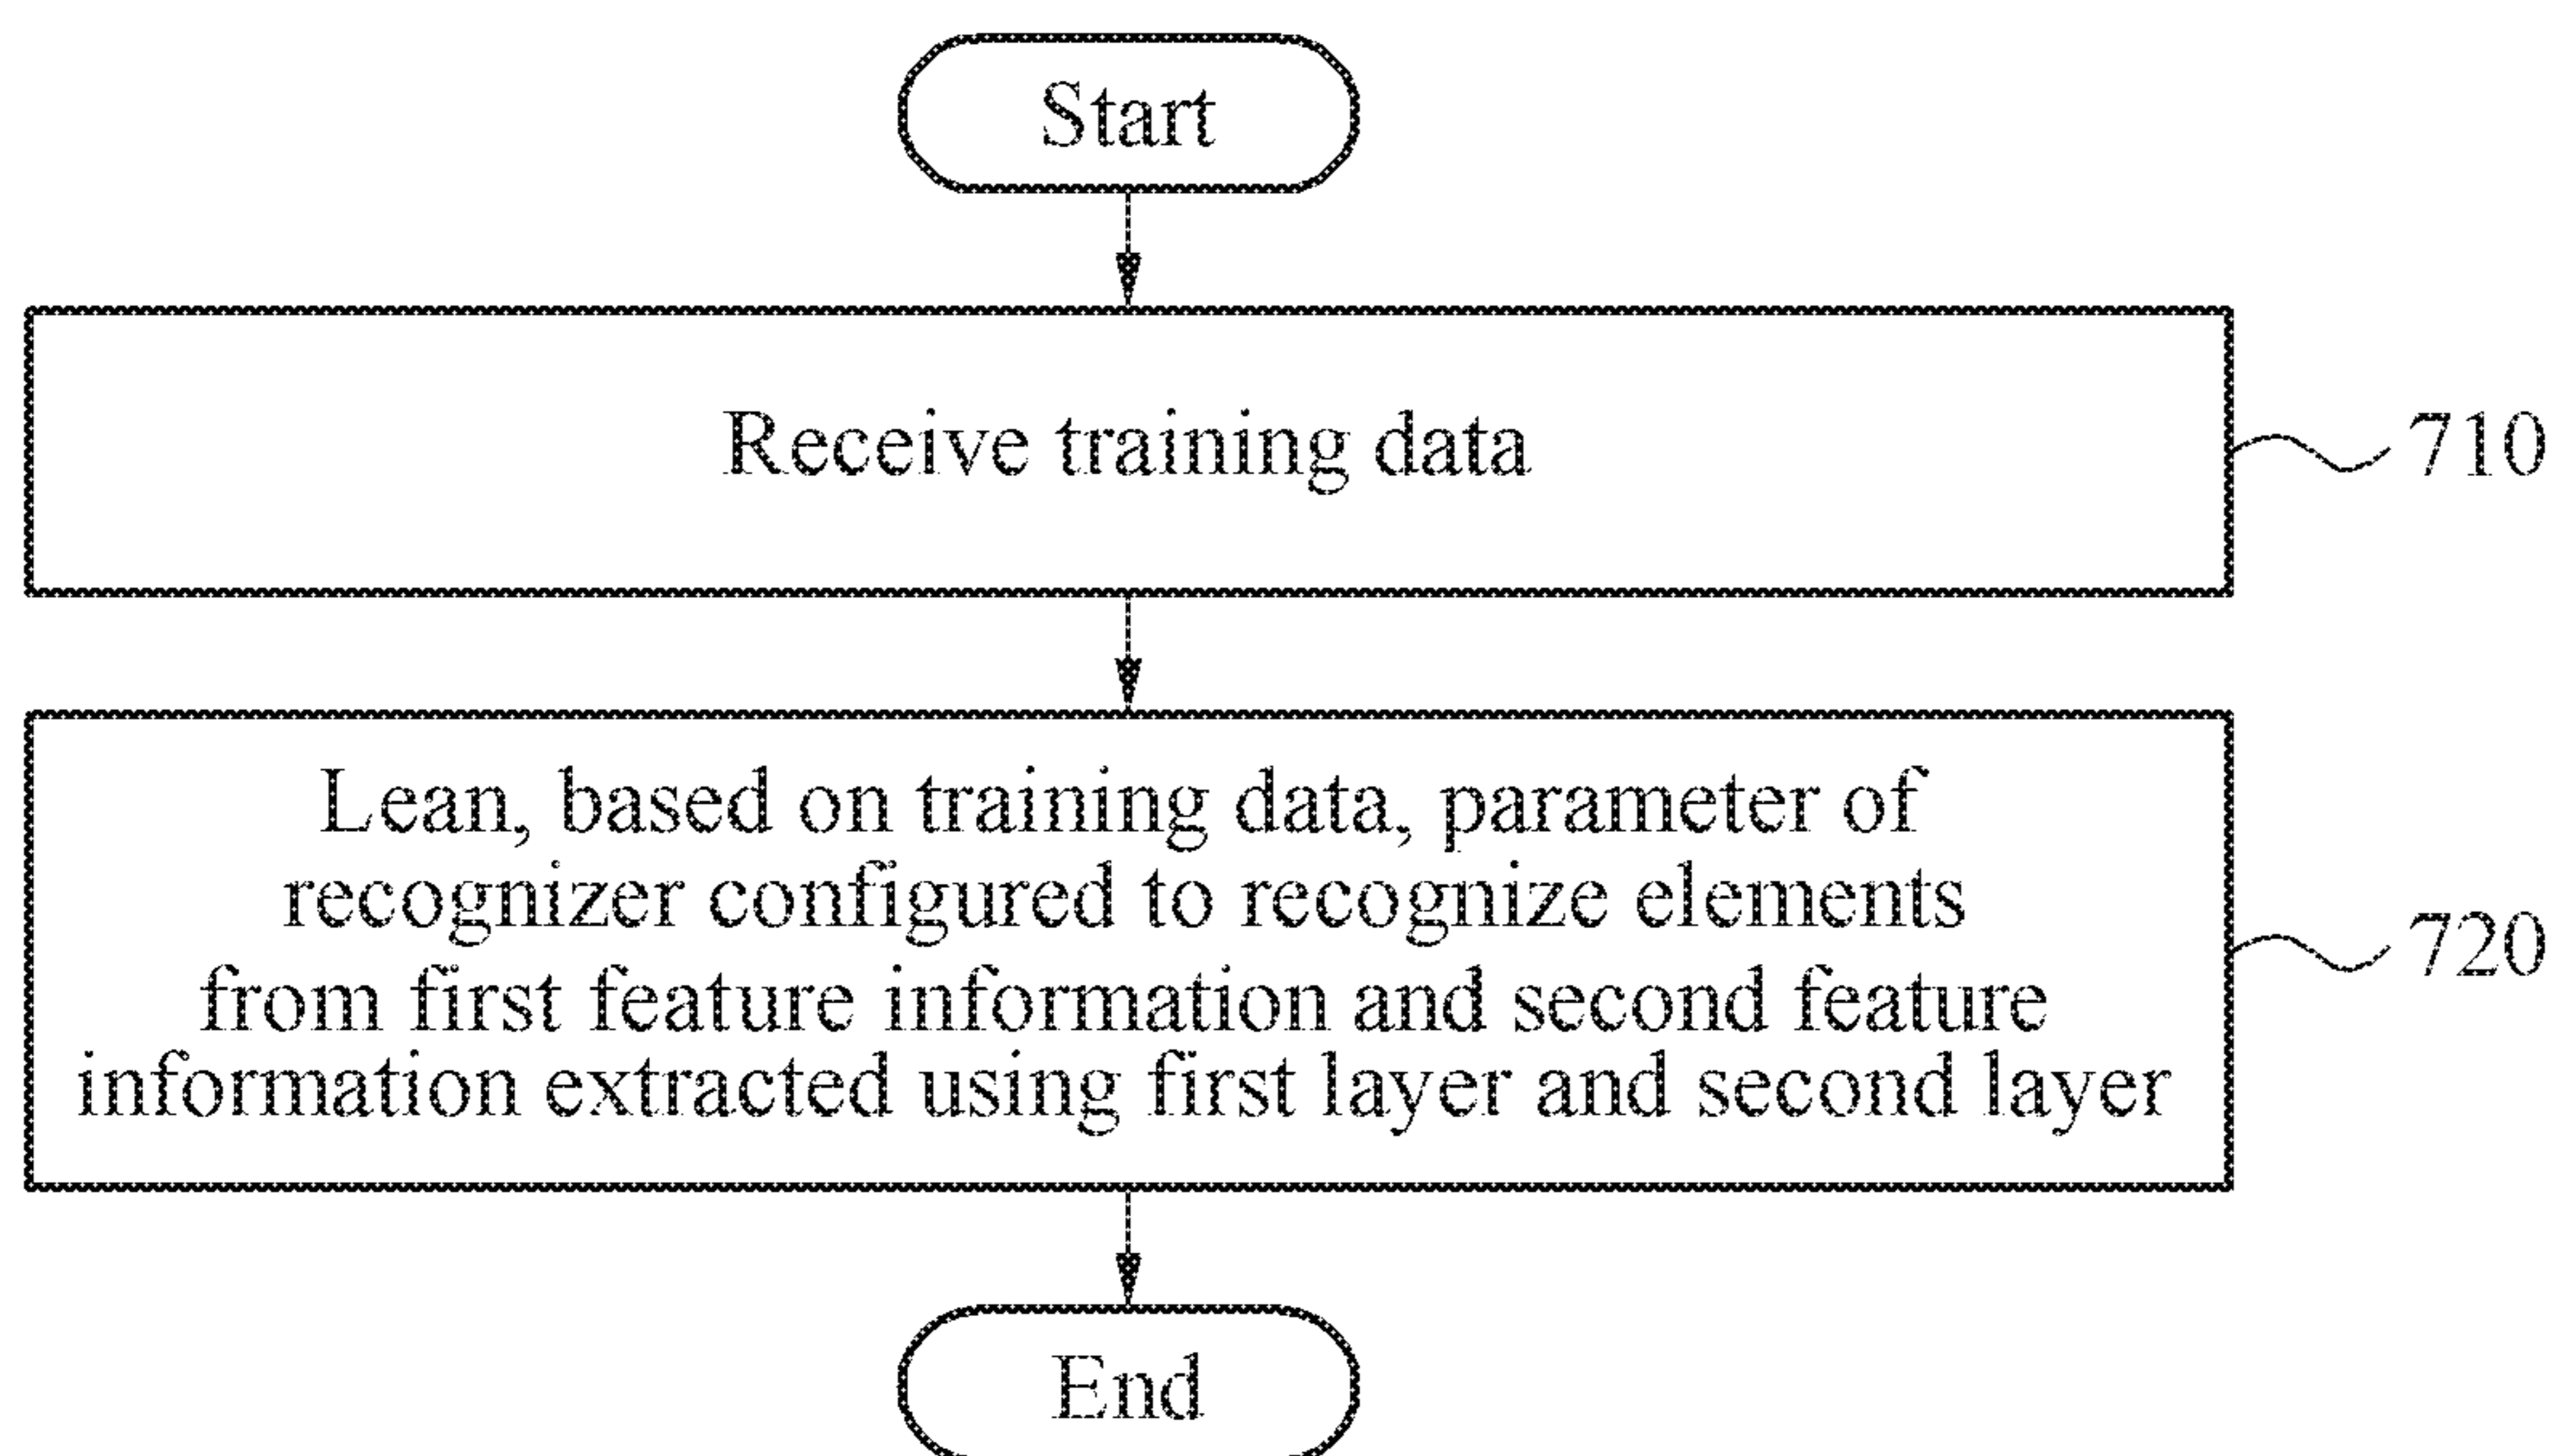 Start
Receive training data
710
Lean, based on training data, parameter of
recognizer configured to recognize elements
from first feature information and second feature
information extracted using first layer and second layer
720
End